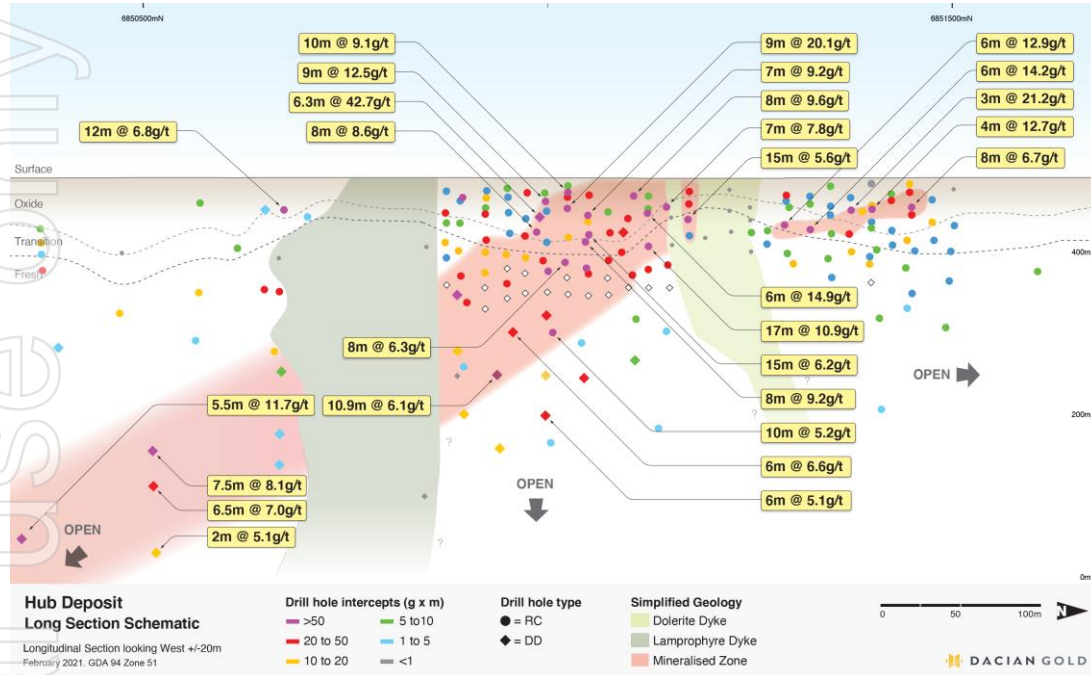 6850500mN
6851500mN
10m @ 9.1g/t
9m @ 12.5g/t
6.3m @ 42.7g/t
8m @ 8.6g/t
12m @ 6.8g/t
9m @ 20.1g/t
7m @ 9.2g/t
8m @ 9.6g/t
7m @ 7.8g/t
15m @ 5.6g/t
6m @ 12.9g/t
6m @ 14.2g/t
3m @ 21.2g/t
4m @ 12.7g/t
8m @ 6.7g/t
Surface
Oxide
Transition
Fresh
400m
6m @ 14.9g/t
17m @ 10.9g/t
15m @ 6.2g/t
8m @ 9.2g/t
10m @ 5.2g/t
6m @ 6.6g/t
6m @ 5.1g/t
8m @ 6.3g/t
10.9m @ 6.1g/t
5.5m @ 11.7g/t
7.5m @ 8.1g/t
6.5m @ 7.0g/t
2m @ 5.1g/t
OPEN
OPEN
OPEN
?
?
?
?
200m
0m
Hub Deposit
Long Section Schematic
Longitudinal Section looking West +/-20m
February 2021. GDA 94 Zone 51
Drill hole intercepts (g x m)
>50
20 to 50
10 to 20
5 to10
1 to 5
<1
Drill hole type
= RC
= DD
Simplified Geology
Dolerite Dyke
Lamprophyre Dyke
Mineralised Zone
0 50 100m
N
DACIAN GOLD
use only